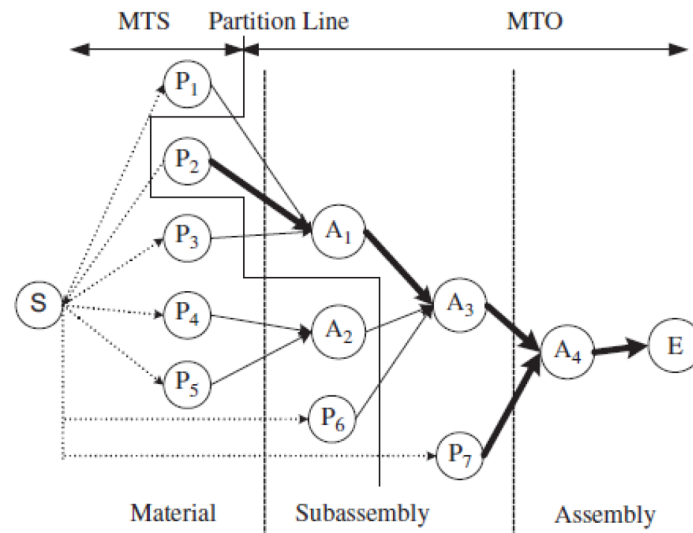 MTS Partition Line MTO
P1
P2
A1
P3
S
P4
A3
A2
A4
E
P5
P6
P7
Material Subassembly Assembly